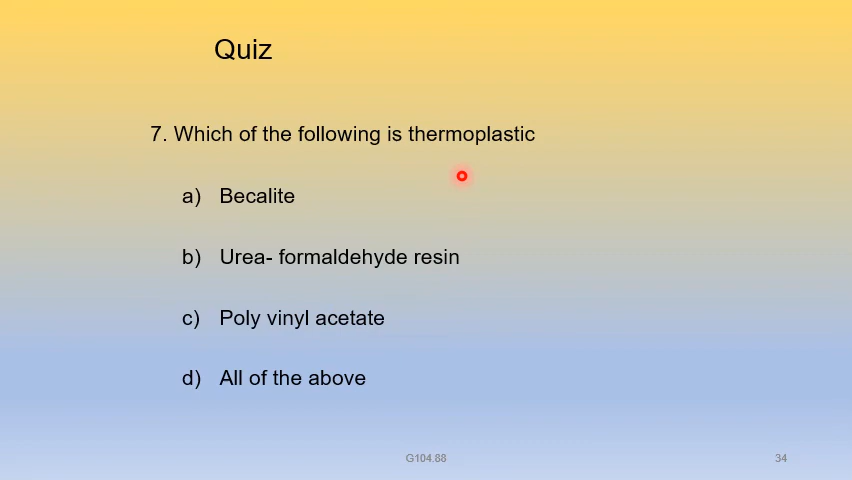 Quiz
7. Which of the following is thermoplastic
a) Becalite
b) Urea- formaldehyde resin
c) Poly vinyl acetate
d) All of the above
G104.88
34